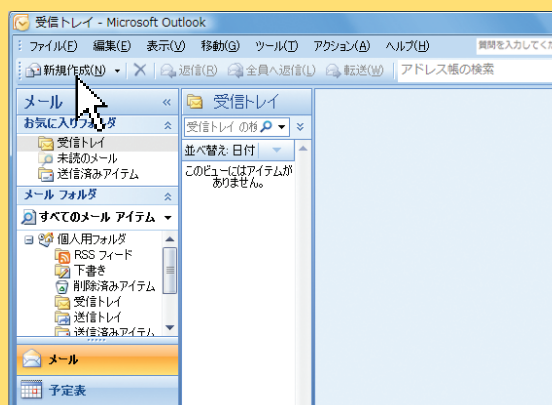 受信トレイ - Microsoft Outlook
ファイル(F) 編集(E) 表示(V) 移動(G) ツール(T) アクション(A) ヘルプ(H) 質問を入力してく
新規作成(N) 返信(R) 全員へ返信(L) 転送(W) アドレス帳の検索
メール «
お気に入りフォルダ
受信トレイ
未読のメール
送信済みアイテム
メール フォルダ
すべてのメール アイテム
個人用フォルダ
RSS フィード
下書き
削除済みアイテム
受信トレイ
送信トレイ
送信済みアイテム
メール
予定表
受信トレイ
受信トレイ の検
並べ替え: 日付
このビューにはアイテムが
ありません。